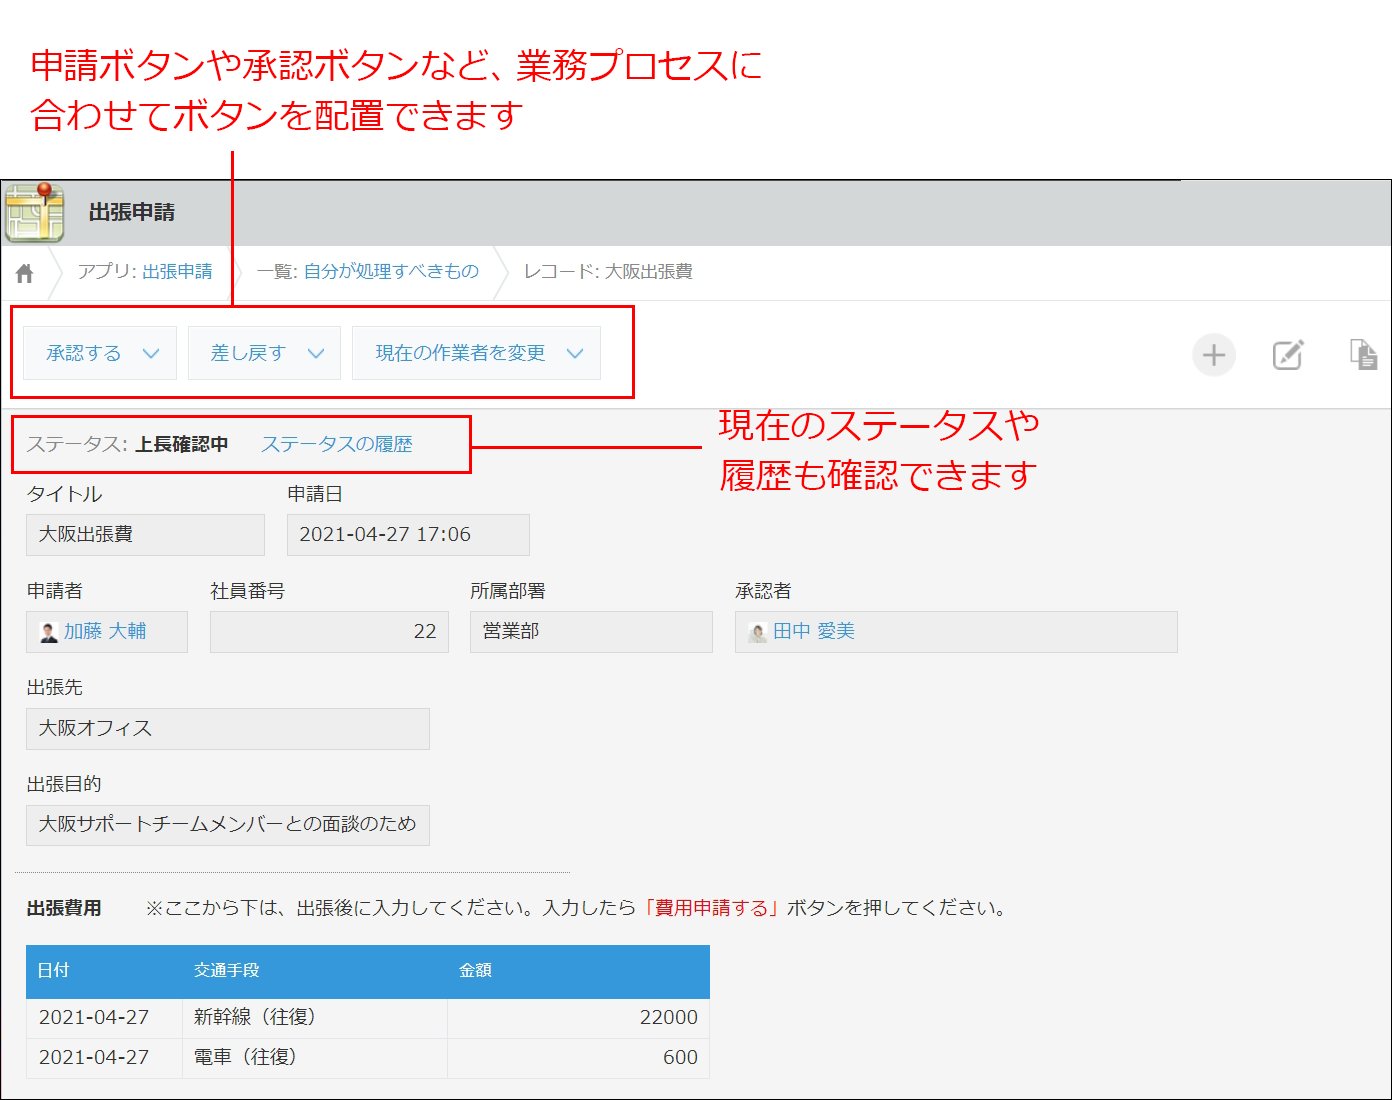 申請ボタンや承認ボタンなど、業務プロセスに
合わせてボタンを配置できます
出張申請
アプリ: 出張申請 一覧: 自分が処理すべきもの レコード: 大阪出張費
承認する 差し戻す 現在の作業者を変更
ステータス: 上長確認中 ステータスの履歴
現在のステータスや
履歴も確認できます
タイトル 申請日
大阪出張費 2021-04-27 17:06
申請者 社員番号 所属部署 承認者
加藤 大輔 22 営業部 田中 愛美
出張先
大阪オフィス
出張目的
大阪サポートチームメンバーとの面談のため
出張費用 ※ここから下は、出張後に入力してください。入力したら「費用申請する」ボタンを押してください。
日付 交通手段 金額
2021-04-27 新幹線（往復） 22000
2021-04-27 電車（往復） 600